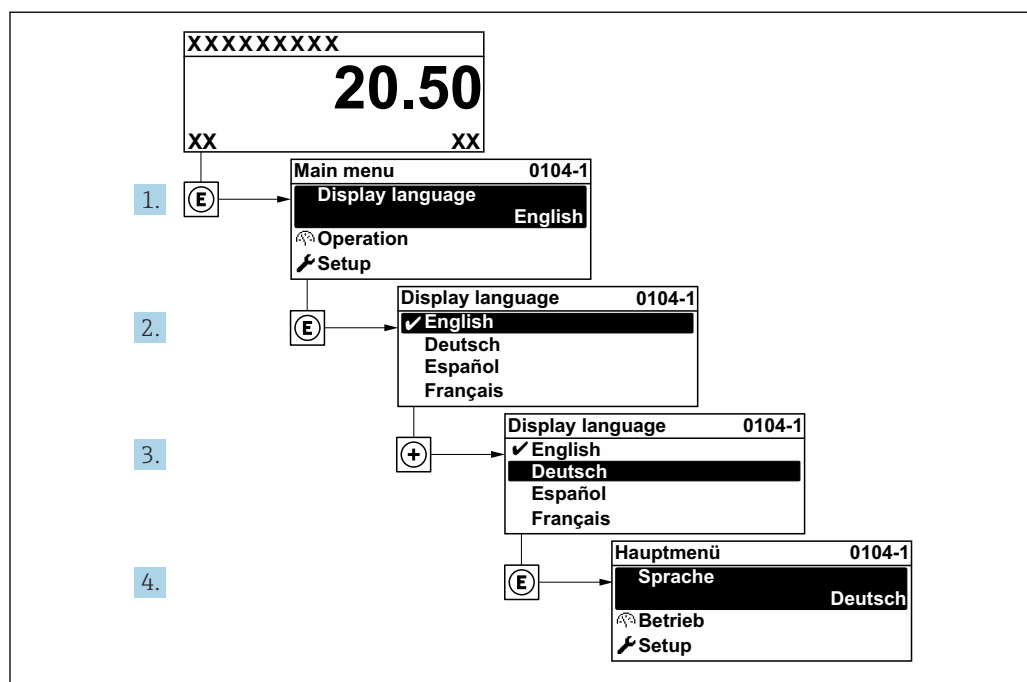 XXXXXXXXX
20.50
XX XX
1. E
Main menu 0104-1
Display language
English
Operation
Setup
2. E
Display language 0104-1
✔ English
Deutsch
Español
Français
3. +
Display language 0104-1
✔ English
Deutsch
Español
Français
4. E
Hauptmenü 0104-1
Sprache
Deutsch
Betrieb
Setup